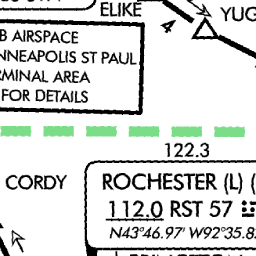 ELIKE
YUG
4
B AIRSPACE
NNEAPOLIS ST PAUL
RMINAL AREA
FOR DETAILS
122.3
CORDY
ROCHESTER (L) (
112.0 RST 57
N43°46.97' W92°35.8